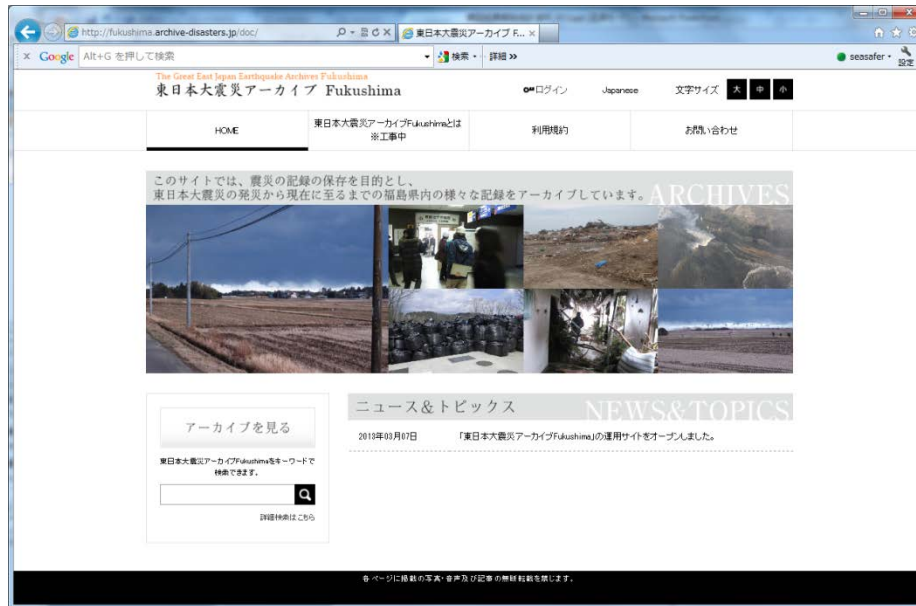 http://fukushima.archive-disasters.jp/doc/
東日本大震災アーカイブ F...
× Google
Alt+G を押して検索
検索
詳細 »
seasafer
設定
The Great East Japan Earthquake Archives Fukushima
東日本大震災アーカイブ Fukushima
ログイン
Japanese
文字サイズ 大 中 小
HOME
東日本大震災アーカイブFukushimaとは
※工事中
利用規約
お問い合わせ
このサイトでは、震災の記録の保存を目的とし、
東日本大震災の発災から現在に至るまでの福島県内の様々な記録をアーカイブしています。
ARCHIVES
アーカイブを見る
東日本大震災アーカイブFukushimaをキーワードで
検索できます。
詳細検索はこちら
ニュース&トピックス
NEWS&TOPICS
2013年03月07日 「東日本大震災アーカイブFukushima」の運用サイトをオープンしました。
各ページに掲載の写真・音声及び記事の無断転載を禁じます。